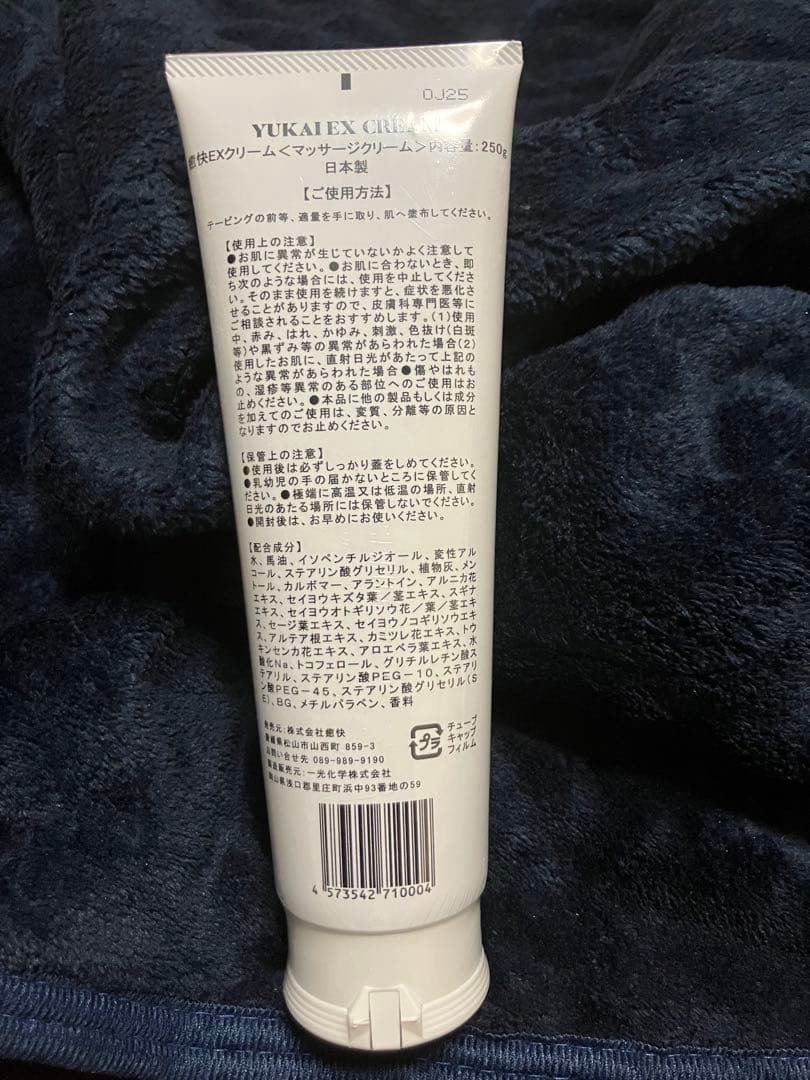 0J25
YUKAI EX CREAM
癒快EXクリーム＜マッサージクリーム＞内容量:250g
日本製
【ご使用方法】
テーピングの前等、適量を手に取り、肌へ塗布してください。
【使用上の注意】
●お肌に異常が生じていないかよく注意して
使用してください。●お肌に合わないとき、即
ち次のような場合には、使用を中止してくださ
い。そのまま使用を続けますと、症状を悪化さ
せることがありますので、皮膚科専門医等に
ご相談されることをおすすめします。(1)使用
中、赤み、はれ、かゆみ、刺激、色抜け(白斑
等)や黒ずみ等の異常があらわれた場合(2)
使用したお肌に、直射日光があたって上記の
ような異常があらわれた場合●傷やはれも
の、湿疹等異常のある部位へのご使用はお
止めください。●本品に他の製品もしくは成分
を加えてのご使用は、変質、分離等の原因と
なりますのでお止めください。
【保管上の注意】
●使用後は必ずしっかり蓋をしめてください。
●乳幼児の手の届かないところに保管してく
ださい。●極端に高温又は低温の場所、直射
日光のあたる場所には保管しないでください。
●開封後は、お早めにお使いください。
【配合成分】
水、馬油、イソペンチルジオール、変性アル
コール、ステアリン酸グリセリル、植物灰、メン
トール、カルボマー、アラントイン、アルニカ花
エキス、セイヨウキズタ葉／茎エキス、スギナ
エキス、セイヨウオトギリソウ花／葉／茎エキ
ス、セージ葉エキス、セイヨウノコギリソウエキ
ス、アルテア根エキス、カミツレ花エキス、トウ
キンセンカ花エキス、アロエベラ葉エキス、水
酸化Na、トコフェロール、グリチルレチン酸ス
テアリル、ステアリン酸PEG－10、ステアリ
ン酸PEG－45、ステアリン酸グリセリル(S
E)、BG、メチルパラベン、香料
発売元:株式会社癒快
愛媛県松山市山西町 859-3
お問い合せ先 089-989-9190
製造販売元:一光化学株式会社
岡山県浅口郡里庄町浜中93番地の59
プラ
チューブ
キャップ
フィルム
4 573542 710004